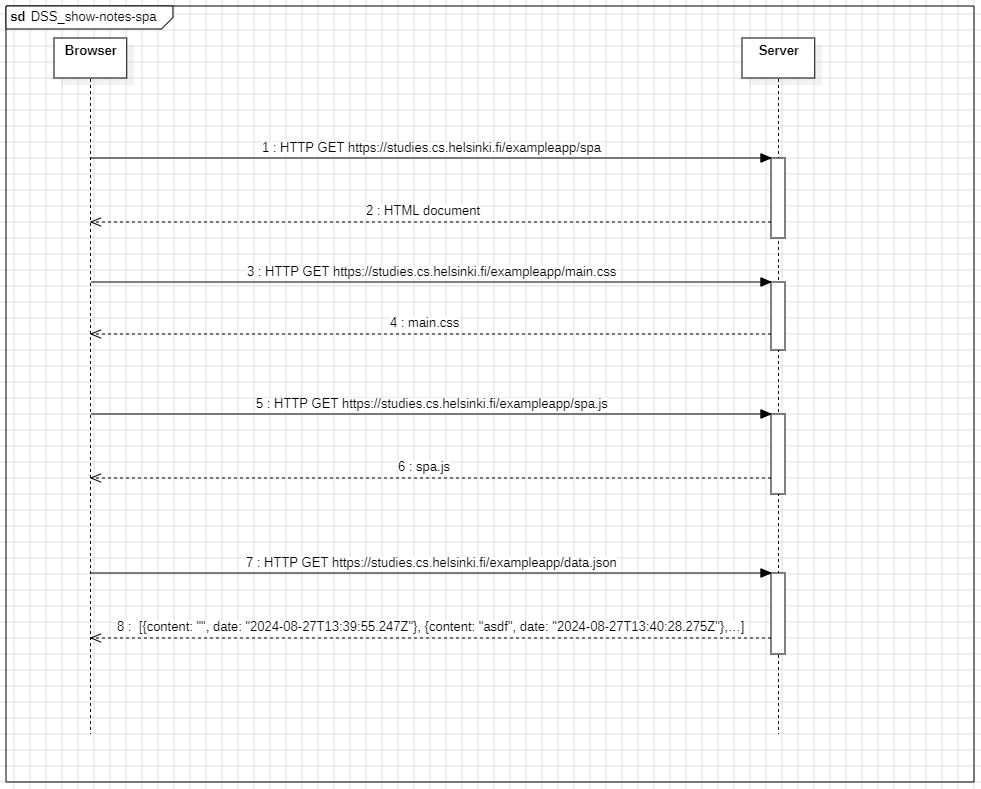 sd DSS_show-notes-spa
Browser
Server
1 : HTTP GET https://studies.cs.helsinki.fi/exampleapp/spa
2 : HTML document
3 : HTTP GET https://studies.cs.helsinki.fi/exampleapp/main.css
4 : main.css
5 : HTTP GET https://studies.cs.helsinki.fi/exampleapp/spa.js
6 : spa.js
7 : HTTP GET https://studies.cs.helsinki.fi/exampleapp/data.json
8 : [{content: "", date: "2024-08-27T13:39:55.247Z"}, {content: "asdf", date: "2024-08-27T13:40:28.275Z"},…]